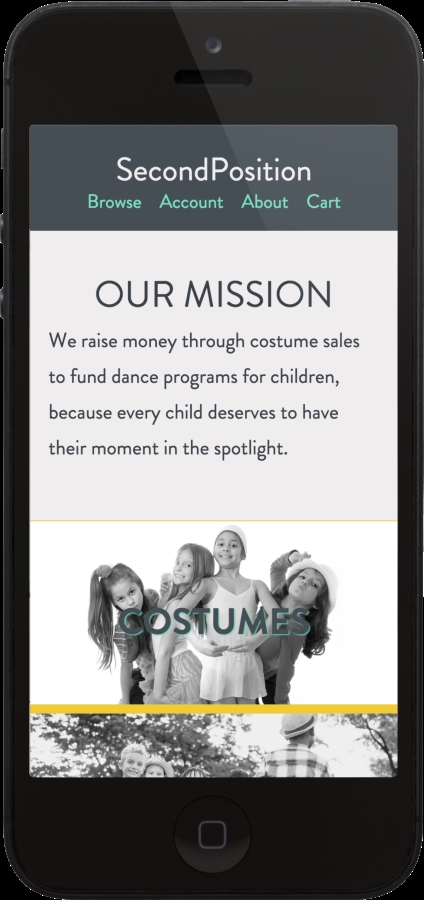 SecondPosition
Browse Account About Cart
OUR MISSION
We raise money through costume sales
to fund dance programs for children,
because every child deserves to have
their moment in the spotlight.
COSTUMES